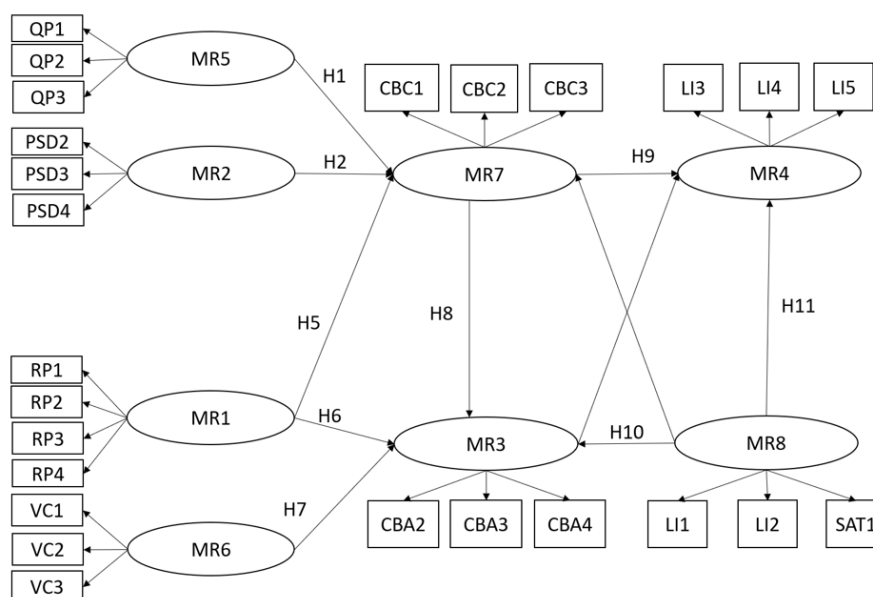 QP1
QP2
QP3
MR5
H1
CBC1
CBC2
CBC3
LI3
LI4
LI5
PSD2
PSD3
PSD4
MR2
H2
MR7
H9
MR4
H5
H8
H11
RP1
RP2
RP3
RP4
MR1
H6
MR3
H10
MR8
VC1
VC2
VC3
MR6
H7
CBA2
CBA3
CBA4
LI1
LI2
SAT1